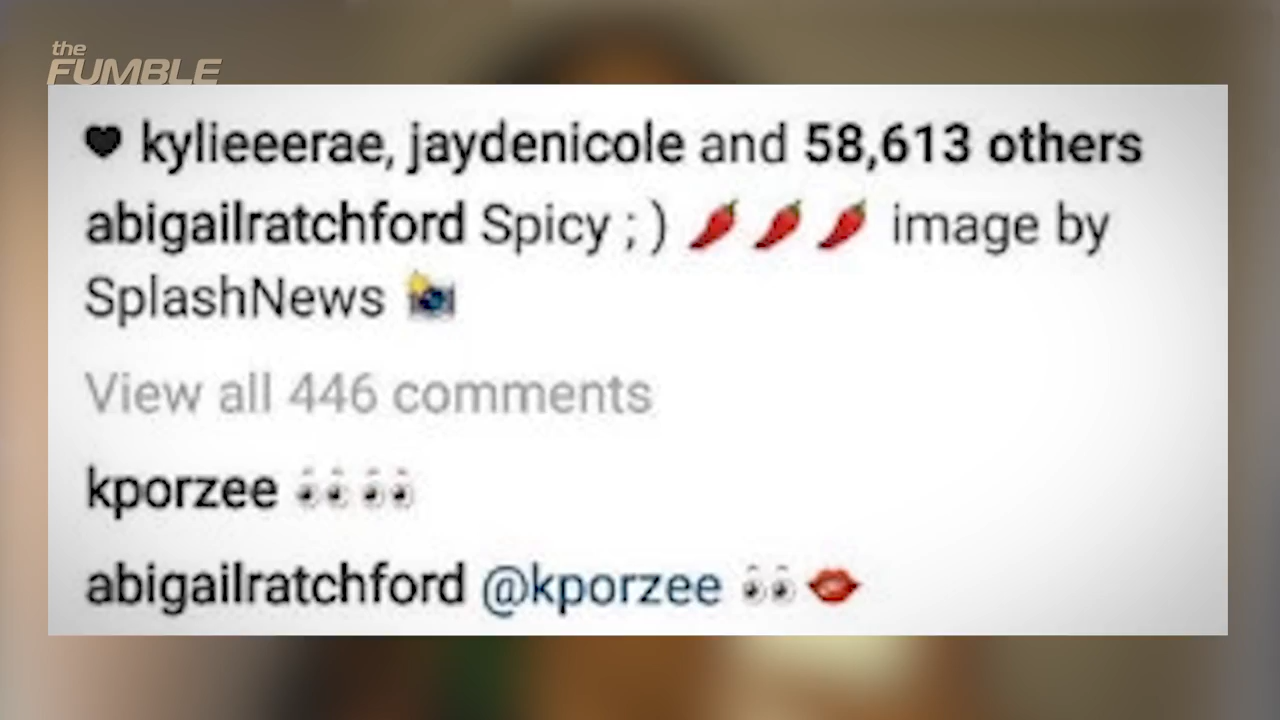 the
FUMBLE
kylieeerae, jaydenicole and 58,613 others
abigailratchford Spicy ; ) 🌶️🌶️🌶️ image by
SplashNews 📸
View all 446 comments
kporzee 👀👀
abigailratchford @kporzee 👀💋